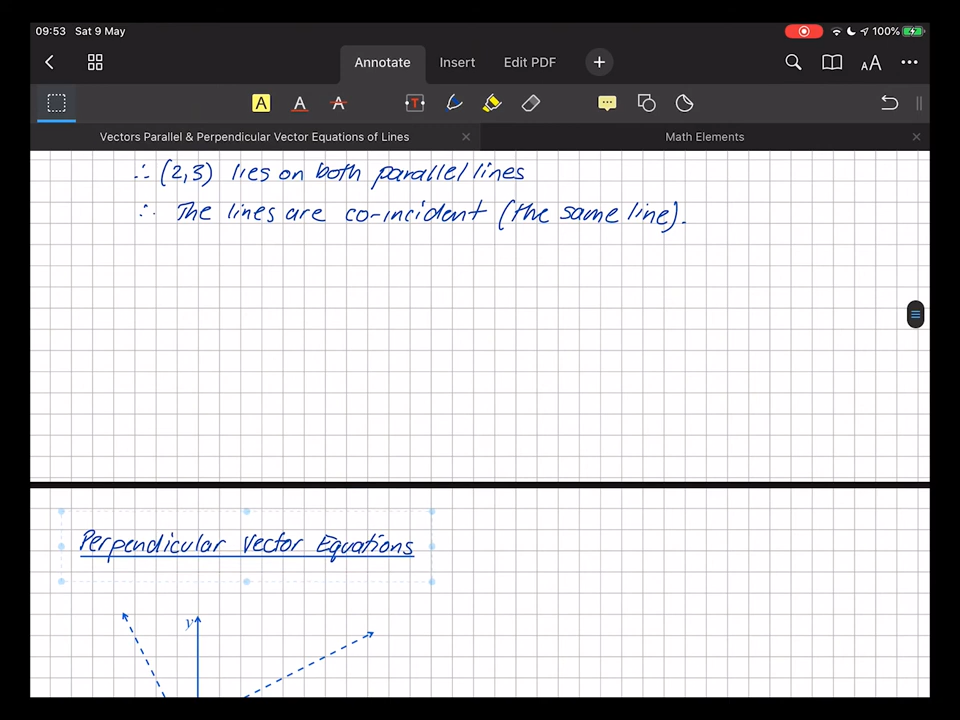 09:53 Sat 9 May
100%
Annotate Insert Edit PDF
AA
A A A T
Vectors Parallel & Perpendicular Vector Equations of Lines
Math Elements
∴ (2,3) lies on both parallel lines
∴ The lines are co-incident (the same line).
Perpendicular Vector Equations
y